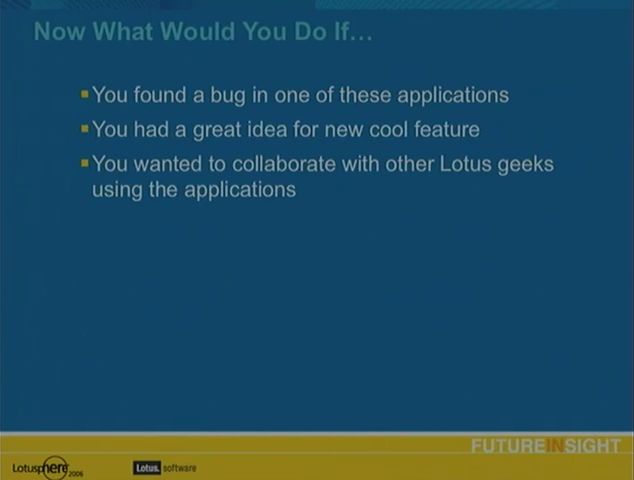 Now What Would You Do If…
▪You found a bug in one of these applications
▪You had a great idea for new cool feature
▪You wanted to collaborate with other Lotus geeks
using the applications
FUTUREINSIGHT
Lotusphere 2006
Lotus. software